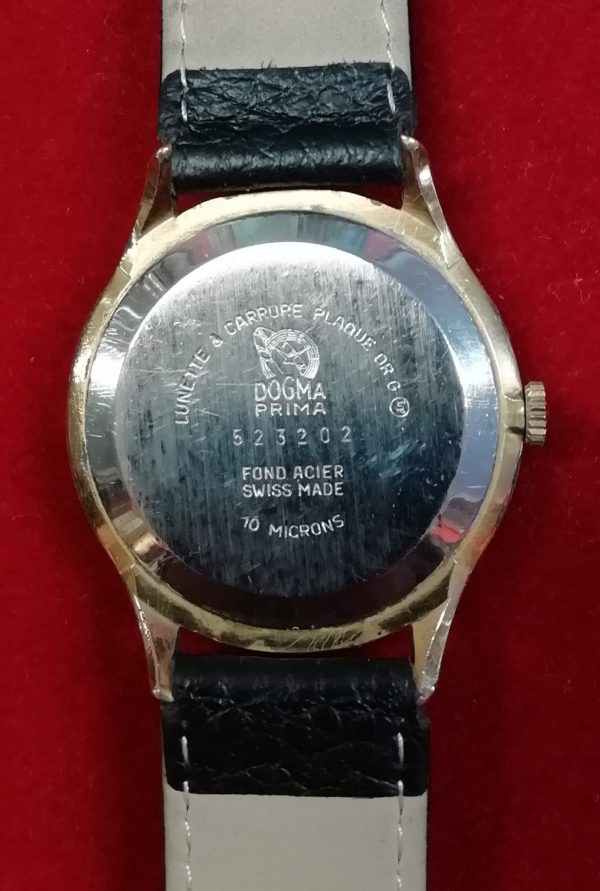 LUNETTE & CARRURE PLAQUE OR G
DOGMA
PRIMA
523202
FOND ACIER
SWISS MADE
10 MICRONS